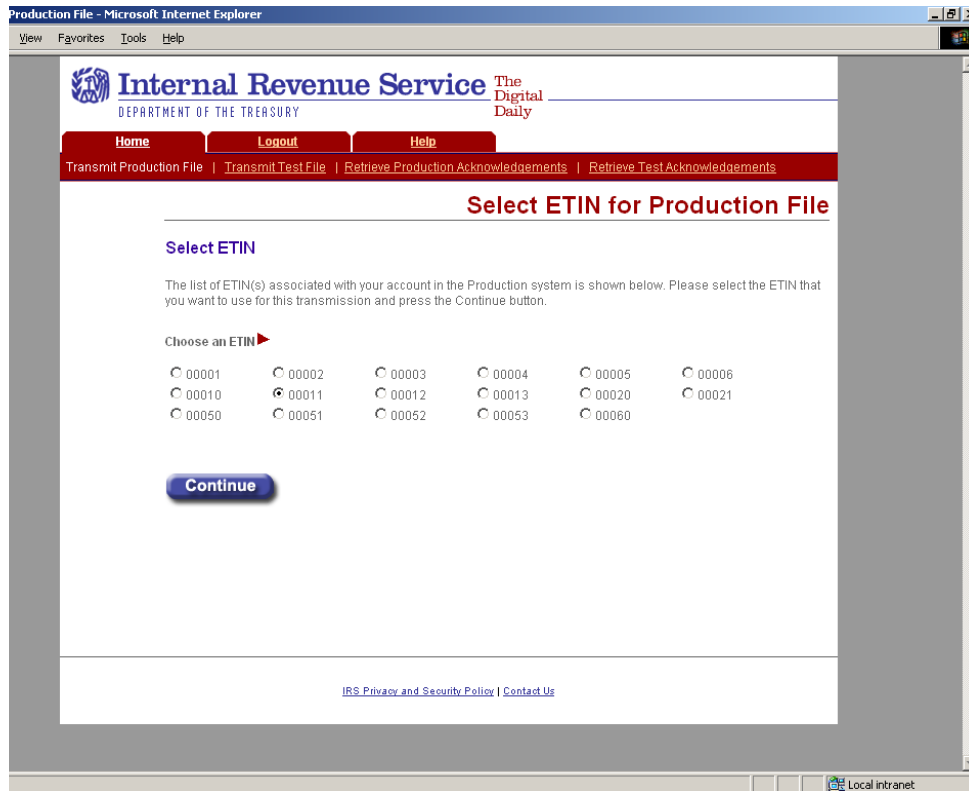 Production File - Microsoft Internet Explorer
View Favorites Tools Help
Internal Revenue Service
The
Digital
Daily
DEPARTMENT OF THE TREASURY
Home Logout Help
Transmit Production File | Transmit Test File | Retrieve Production Acknowledgements | Retrieve Test Acknowledgements
Select ETIN for Production File
Select ETIN
The list of ETIN(s) associated with your account in the Production system is shown below. Please select the ETIN that
you want to use for this transmission and press the Continue button.
Choose an ETIN
00001 00002 00003 00004 00005 00006
00010 00011 00012 00013 00020 00021
00050 00051 00052 00053 00060
Continue
IRS Privacy and Security Policy | Contact Us
Local intranet